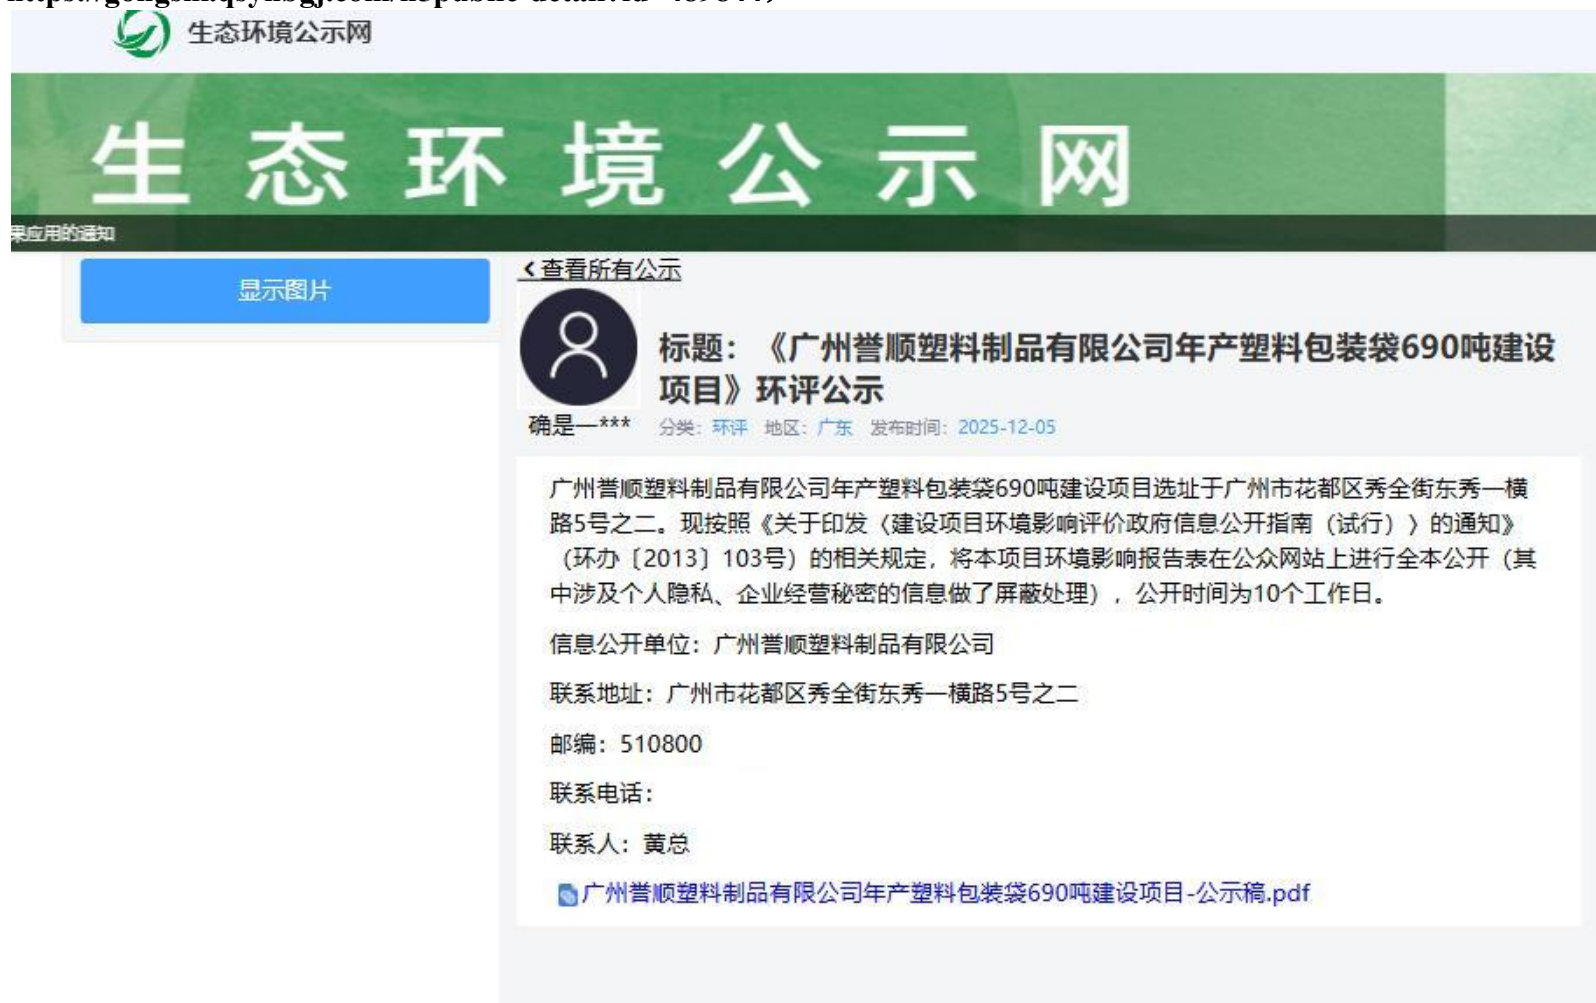 生态环境公示网
生态环境公示网
果应用的通知
显示图片
查看所有公示
标题：《广州誉顺塑料制品有限公司年产塑料包装袋690吨建设
项目》环评公示
确是一***
分类：环评 地区：广东 发布时间：2025-12-05
广州誉顺塑料制品有限公司年产塑料包装袋690吨建设项目选址于广州市花都区秀全街东秀一横
路5号之二。现按照《关于印发〈建设项目环境影响评价政府信息公开指南（试行）〉的通知》
（环办〔2013〕103号）的相关规定，将本项目环境影响报告表在公众网站上进行全本公开（其
中涉及个人隐私、企业经营秘密的信息做了屏蔽处理），公开时间为10个工作日。
信息公开单位：广州誉顺塑料制品有限公司
联系地址：广州市花都区秀全街东秀一横路5号之二
邮编：510800
联系电话：
联系人：黄总
广州誉顺塑料制品有限公司年产塑料包装袋690吨建设项目-公示稿.pdf